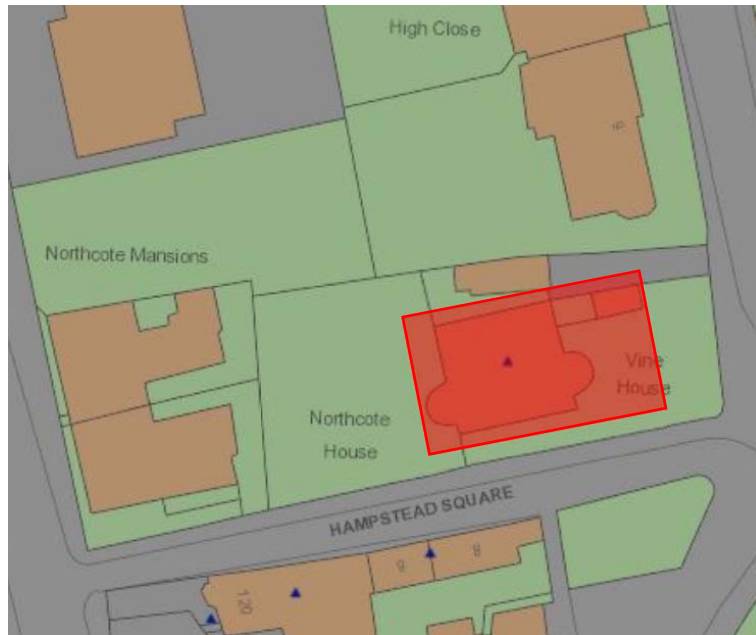 High Close
Northcote Mansions
Vine
House
Northcote
House
HAMPSTEAD SQUARE
120